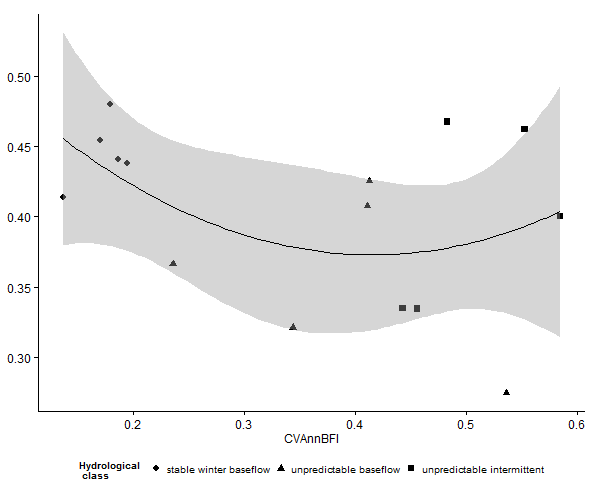 0.50
0.45
0.40
0.35
0.30
0.2 0.3 0.4 0.5 0.6
CVAnnBFI
Hydrological
class
stable winter baseflow unpredictable baseflow unpredictable intermittent